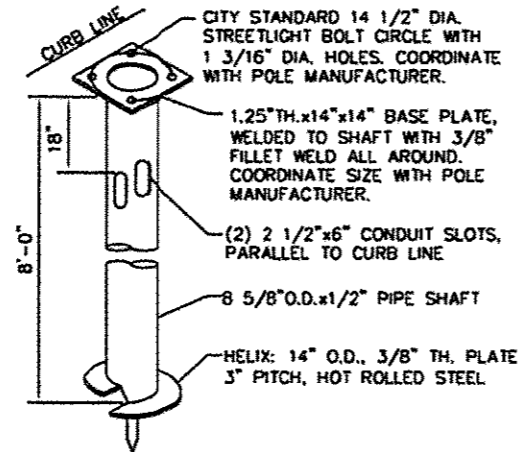 CURB LINE
CITY STANDARD 14 1/2" DIA.
STREETLIGHT BOLT CIRCLE WITH
1 3/16" DIA. HOLES. COORDINATE
WITH POLE MANUFACTURER.
1.25"TH.x14"x14" BASE PLATE,
WELDED TO SHAFT WITH 3/8"
FILLET WELD ALL AROUND.
COORDINATE SIZE WITH POLE
MANUFACTURER.
18"
(2) 2 1/2"x6" CONDUIT SLOTS,
PARALLEL TO CURB LINE
8'-0"
8 5/8"O.D.x1/2" PIPE SHAFT
HELIX: 14" O.D., 3/8" TH. PLATE
3" PITCH, HOT ROLLED STEEL